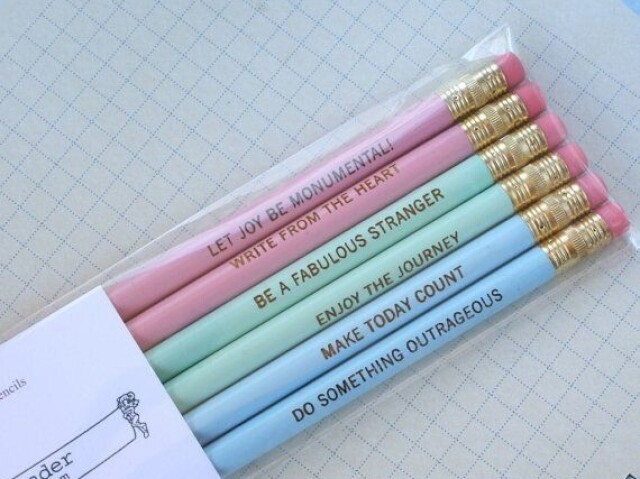 LET JOY BE MONUMENTAL!
WRITE FROM THE HEART
BE A FABULOUS STRANGER
ENJOY THE JOURNEY
MAKE TODAY COUNT
DO SOMETHING OUTRAGEOUS